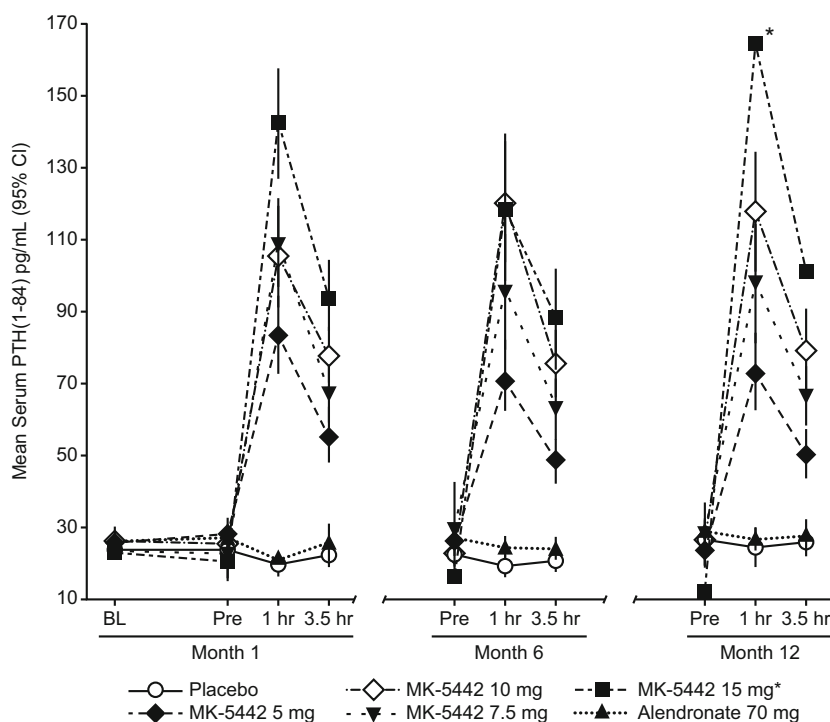 Mean Serum PTH(1-84) pg/mL (95% CI)
170
150
130
110
90
70
50
30
10
*
BL Pre 1 hr 3.5 hr Pre 1 hr 3.5 hr Pre 1 hr 3.5 hr
Month 1 Month 6 Month 12
Placebo MK-5442 10 mg MK-5442 15 mg*
MK-5442 5 mg MK-5442 7.5 mg Alendronate 70 mg